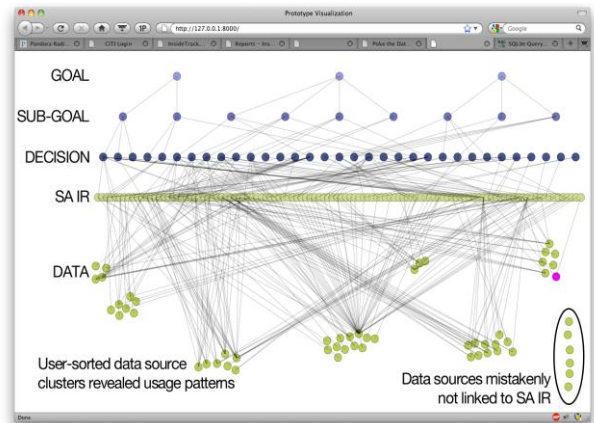 Prototype Visualization
http://127.0.0.1:8000/
Google
Pandora Radi...
CITI Login
InsideTrack...
Reports – Ins...
PoAe the Dat...
SQLite Query...
GOAL
SUB-GOAL
DECISION
SA IR
DATA
User-sorted data source
clusters revealed usage patterns
Data sources mistakenly
not linked to SA IR
Done